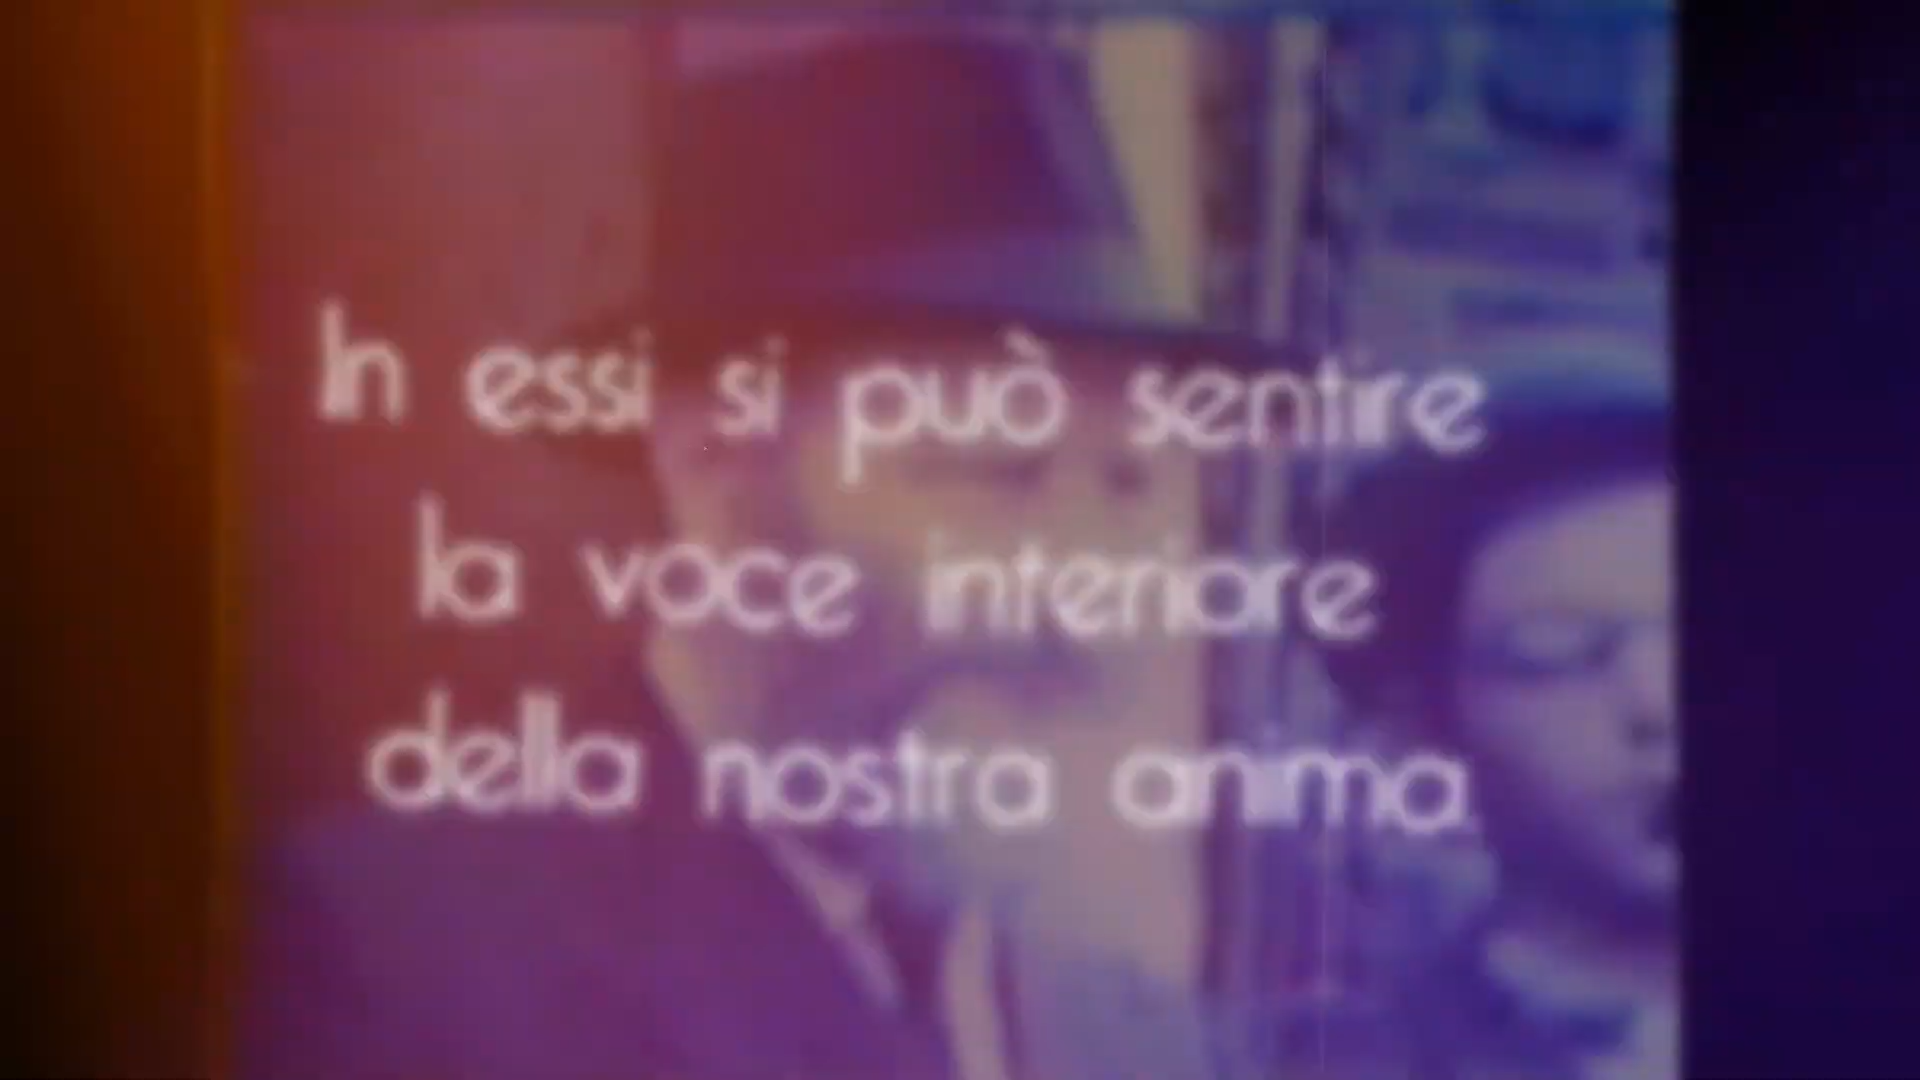 In essi si può sentire
la voce interiore
della nostra anima